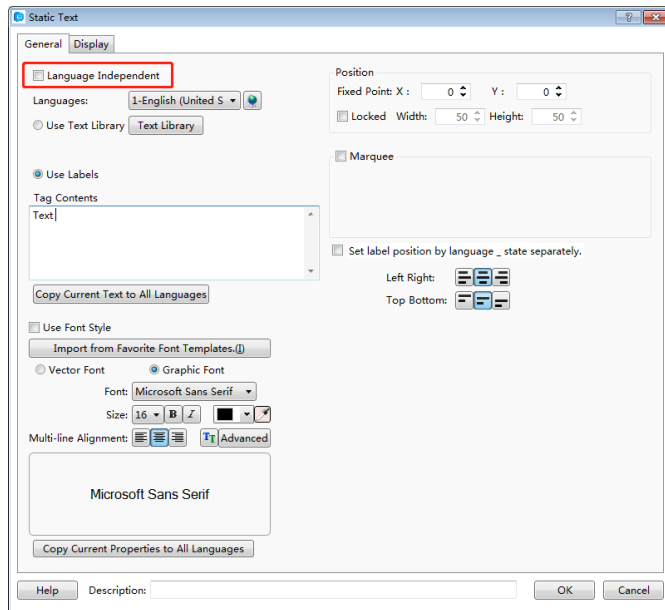 Static Text
General
Display
Language Independent
Languages: 1-English (United S
Use Text Library Text Library
Use Labels
Tag Contents
Text
Copy Current Text to All Languages
Use Font Style
Import from Favorite Font Templates.(I)
Vector Font Graphic Font
Font: Microsoft Sans Serif
Size: 16 B I
Multi-line Alignment: TT Advanced
Microsoft Sans Serif
Copy Current Properties to All Languages
Position
Fixed Point: X : 0 Y : 0
Locked Width: 50 Height: 50
Marquee
Set label position by language _ state separately.
Left Right:
Top Bottom:
Help Description: OK Cancel